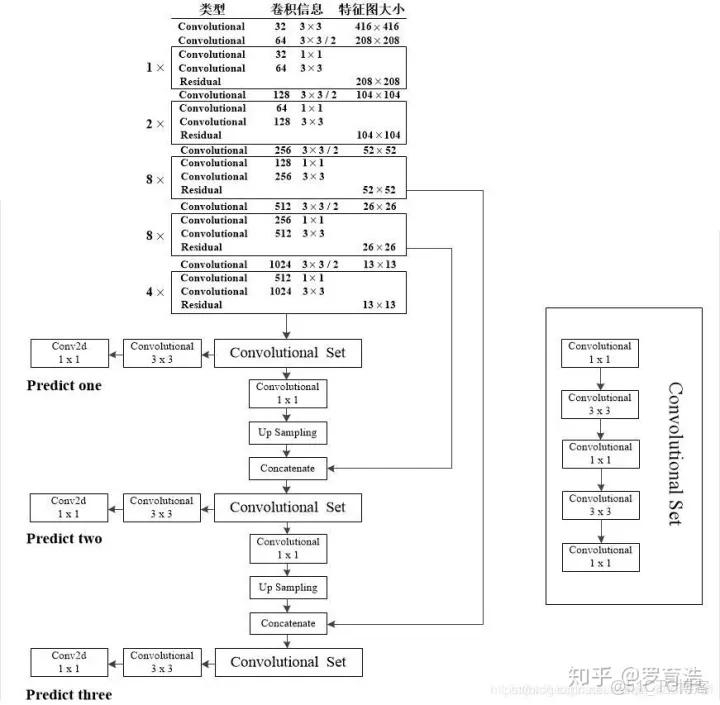 类型 卷积信息 特征图大小
Convolutional 32 3×3 416×416
Convolutional 64 3×3/2 208×208
Convolutional 32 1×1
1× Convolutional 64 3×3
Residual 208×208
Convolutional 128 3×3/2 104×104
Convolutional 64 1×1
2× Convolutional 128 3×3
Residual 104×104
Convolutional 256 3×3/2 52×52
Convolutional 128 1×1
8× Convolutional 256 3×3
Residual 52×52
Convolutional 512 3×3/2 26×26
Convolutional 256 1×1
8× Convolutional 512 3×3
Residual 26×26
Convolutional 1024 3×3/2 13×13
Convolutional 512 1×1
4× Convolutional 1024 3×3
Residual 13×13
Conv2d
1 x 1
Convolutional
3 x 3
Convolutional Set
Predict one
Convolutional
1 x 1
Up Sampling
Concatenate
Conv2d
1 x 1
Convolutional
3 x 3
Convolutional Set
Predict two
Convolutional
1 x 1
Up Sampling
Concatenate
Conv2d
1 x 1
Convolutional
3 x 3
Convolutional Set
Predict three
Convolutional
1 x 1
Convolutional
3 x 3
Convolutional
1 x 1
Convolutional
3 x 3
Convolutional
1 x 1
Convolutional Set
知乎 @罗育浩
@51CTO博客